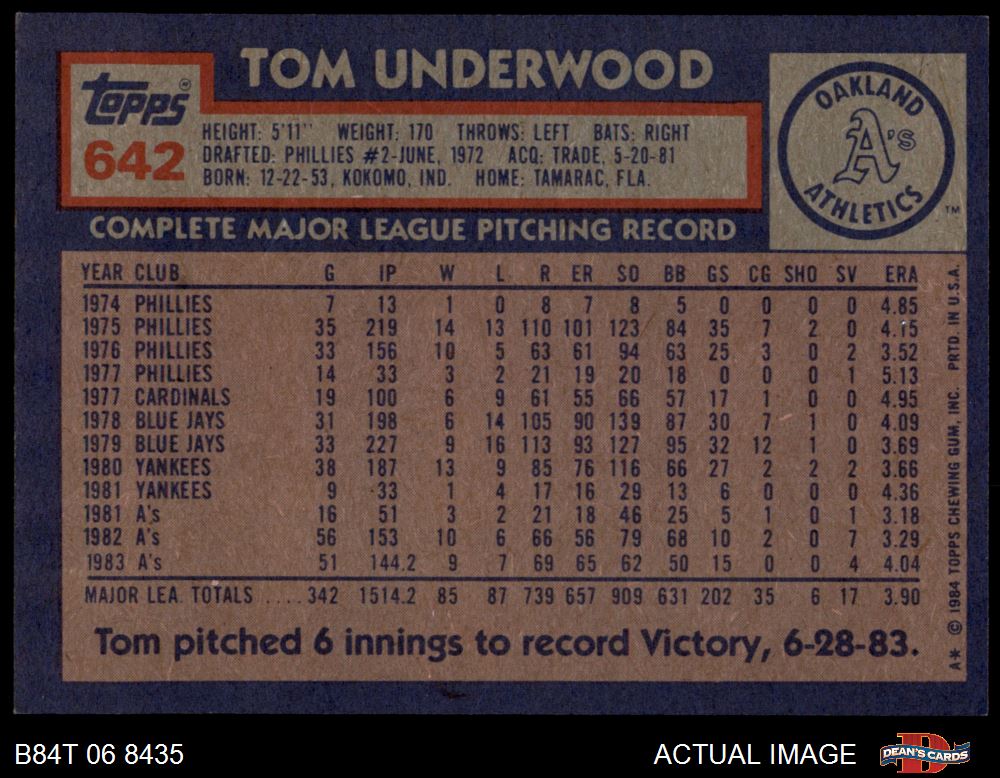 TOM UNDERWOOD
topps
642
HEIGHT: 5'11" WEIGHT: 170 THROWS: LEFT BATS: RIGHT
DRAFTED: PHILLIES #2-JUNE, 1972 ACQ: TRADE, 5-20-81
BORN: 12-22-53, KOKOMO, IND. HOME: TAMARAC, FLA.
OAKLAND
A's
ATHLETICS
TM
COMPLETE MAJOR LEAGUE PITCHING RECORD
YEAR CLUB G IP W L R ER SO BB GS CG SHO SV ERA
1974 PHILLIES 7 13 1 0 8 7 8 5 0 0 0 0 4.85
1975 PHILLIES 35 219 14 13 110 101 123 84 35 7 2 0 4.15
1976 PHILLIES 33 156 10 5 63 61 94 63 25 3 0 2 3.52
1977 PHILLIES 14 33 3 2 21 19 20 18 0 0 0 1 5.13
1977 CARDINALS 19 100 6 9 61 55 66 57 17 1 0 0 4.95
1978 BLUE JAYS 31 198 6 14 105 90 139 87 30 7 1 0 4.09
1979 BLUE JAYS 33 227 9 16 113 93 127 95 32 12 1 0 3.69
1980 YANKEES 38 187 13 9 85 76 116 66 27 2 2 2 3.66
1981 YANKEES 9 33 1 4 17 16 29 13 6 0 0 0 4.36
1981 A's 16 51 3 2 21 18 46 25 5 1 0 1 3.18
1982 A's 56 153 10 6 66 56 79 68 10 2 0 7 3.29
1983 A's 51 144.2 9 7 69 65 62 50 15 0 0 4 4.04
MAJOR LEA. TOTALS ..... 342 1514.2 85 87 739 657 909 631 202 35 6 17 3.90
Tom pitched 6 innings to record Victory, 6-28-83.
A* © 1984 TOPPS CHEWING GUM, INC. PRTD. IN U.S.A.
B84T 06 8435
ACTUAL IMAGE
DEAN'S CARDS